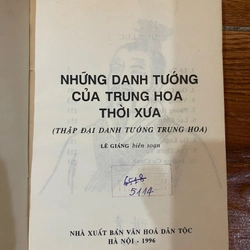 NHỮNG DANH TƯỚNG
CỦA TRUNG HOA
THỜI XƯA
(THẬP ĐẠI DANH TƯỚNG TRUNG HOA)
LÊ GIẢNG biên soạn
5114
NHÀ XUẤT BẢN VĂN HOÁ DÂN TỘC
HÀ NỘI - 1996